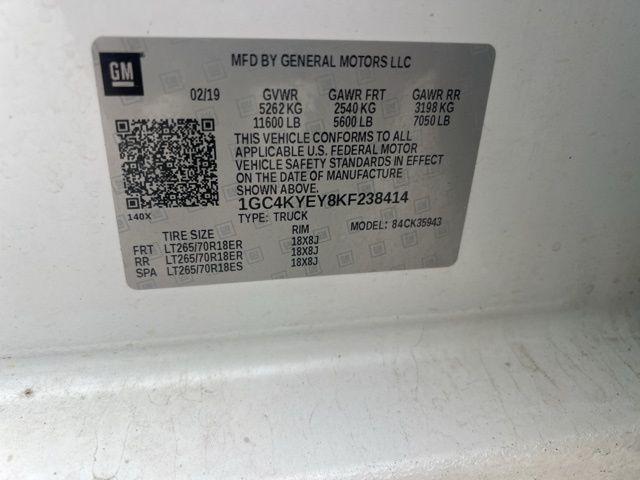 GM
MFD BY GENERAL MOTORS LLC
02/19 GVWR GAWR FRT GAWR RR
5262 KG 2540 KG 3198 KG
11600 LB 5600 LB 7050 LB
THIS VEHICLE CONFORMS TO ALL
APPLICABLE U.S. FEDERAL MOTOR
VEHICLE SAFETY STANDARDS IN EFFECT
ON THE DATE OF MANUFACTURE
SHOWN ABOVE.
140X
1GC4KYEY8KF238414
TYPE: TRUCK 84CK35943
TIRE SIZE RIM
FRT LT265/70R18ER 18X8J
RR LT265/70R18ER 18X8J
SPA LT265/70R18ES 18X8J